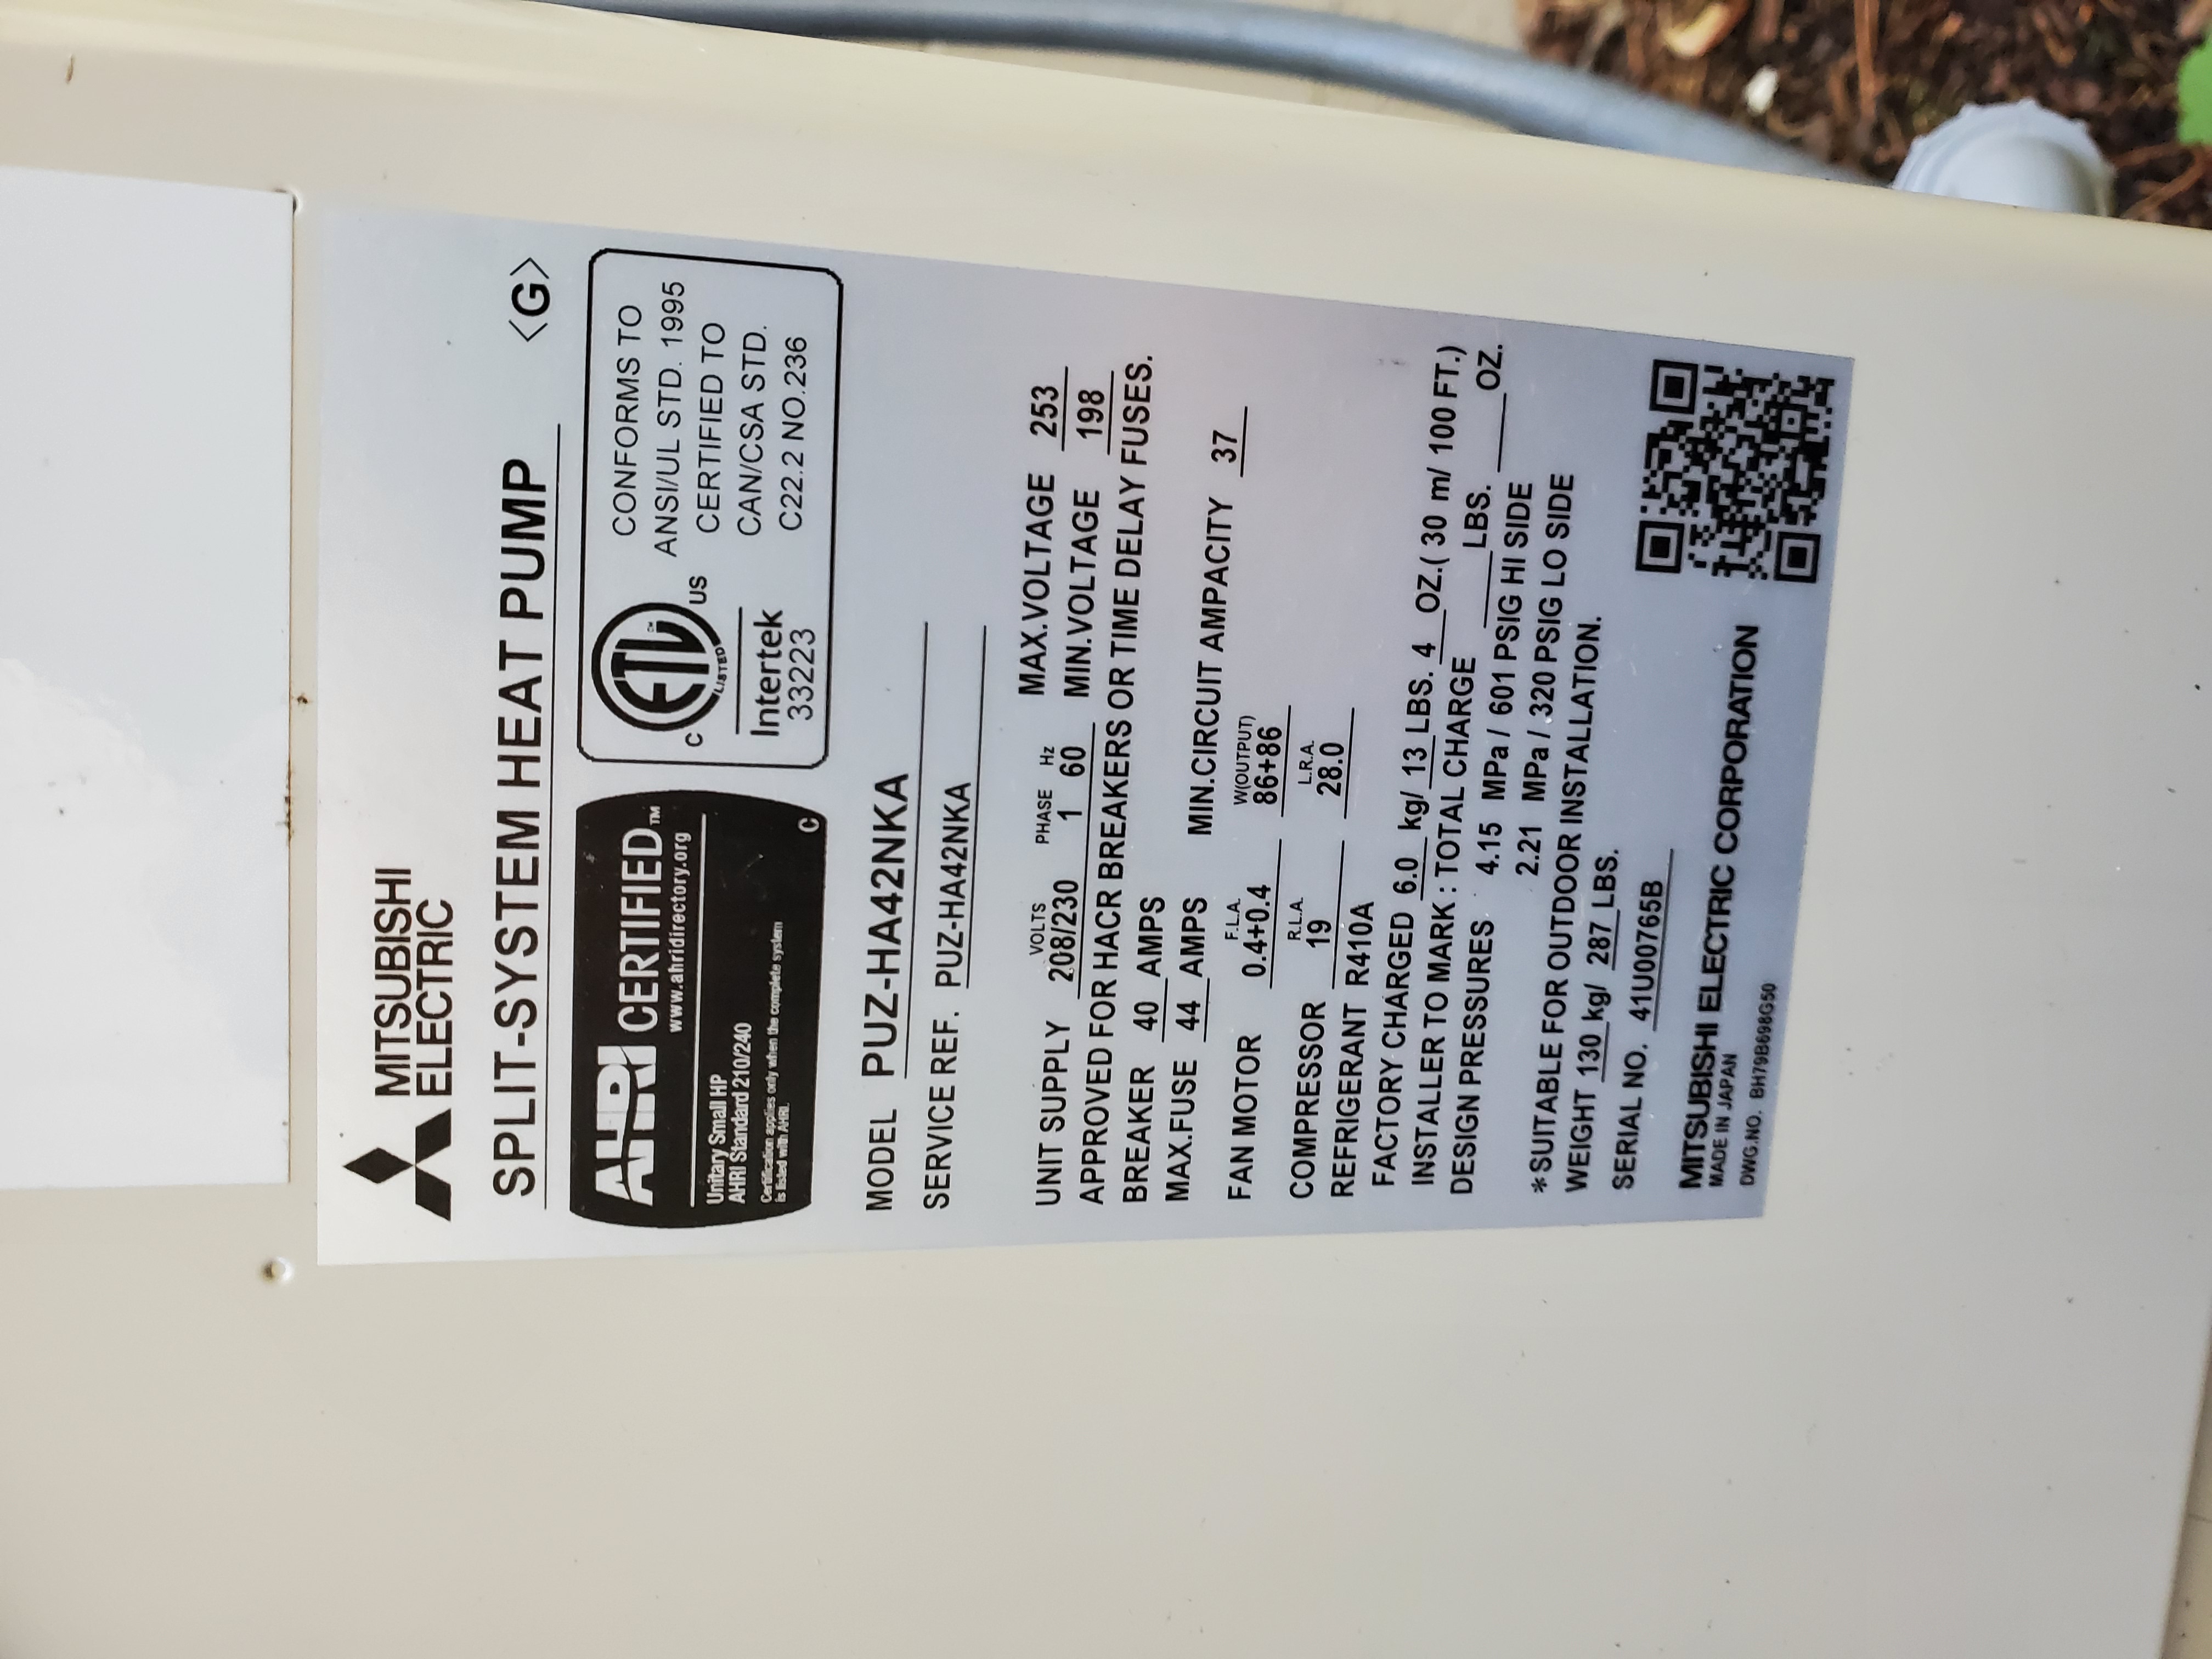 MITSUBISHI
ELECTRIC
SPLIT-SYSTEM HEAT PUMP <G>
AHRI CERTIFIED™
www.ahridirectory.org
Unitary Small HP
AHRI Standard 210/240
Certification applies only when the complete system
is listed with AHRI.
C
ETL LISTED CM
C US
Intertek
33223
CONFORMS TO
ANSI/UL STD. 1995
CERTIFIED TO
CAN/CSA STD.
C22.2 NO.236
MODEL PUZ-HA42NKA
SERVICE REF. PUZ-HA42NKA
VOLTS PHASE Hz
UNIT SUPPLY 208/230 1 60 MAX.VOLTAGE 253
MIN.VOLTAGE 198
APPROVED FOR HACR BREAKERS OR TIME DELAY FUSES.
BREAKER 40 AMPS
MAX.FUSE 44 AMPS MIN.CIRCUIT AMPACITY 37
F.L.A. W(OUTPUT)
FAN MOTOR 0.4+0.4 86+86
R.L.A. L.R.A.
COMPRESSOR 19 28.0
REFRIGERANT R410A
FACTORY CHARGED 6.0 kg/ 13 LBS. 4 OZ.( 30 m/ 100 FT.)
INSTALLER TO MARK : TOTAL CHARGE LBS. OZ.
DESIGN PRESSURES 4.15 MPa / 601 PSIG HI SIDE
2.21 MPa / 320 PSIG LO SIDE
*SUITABLE FOR OUTDOOR INSTALLATION.
WEIGHT 130 kg/ 287 LBS.
SERIAL NO. 41U00765B
MITSUBISHI ELECTRIC CORPORATION
MADE IN JAPAN
DWG.NO. BH79B698G50